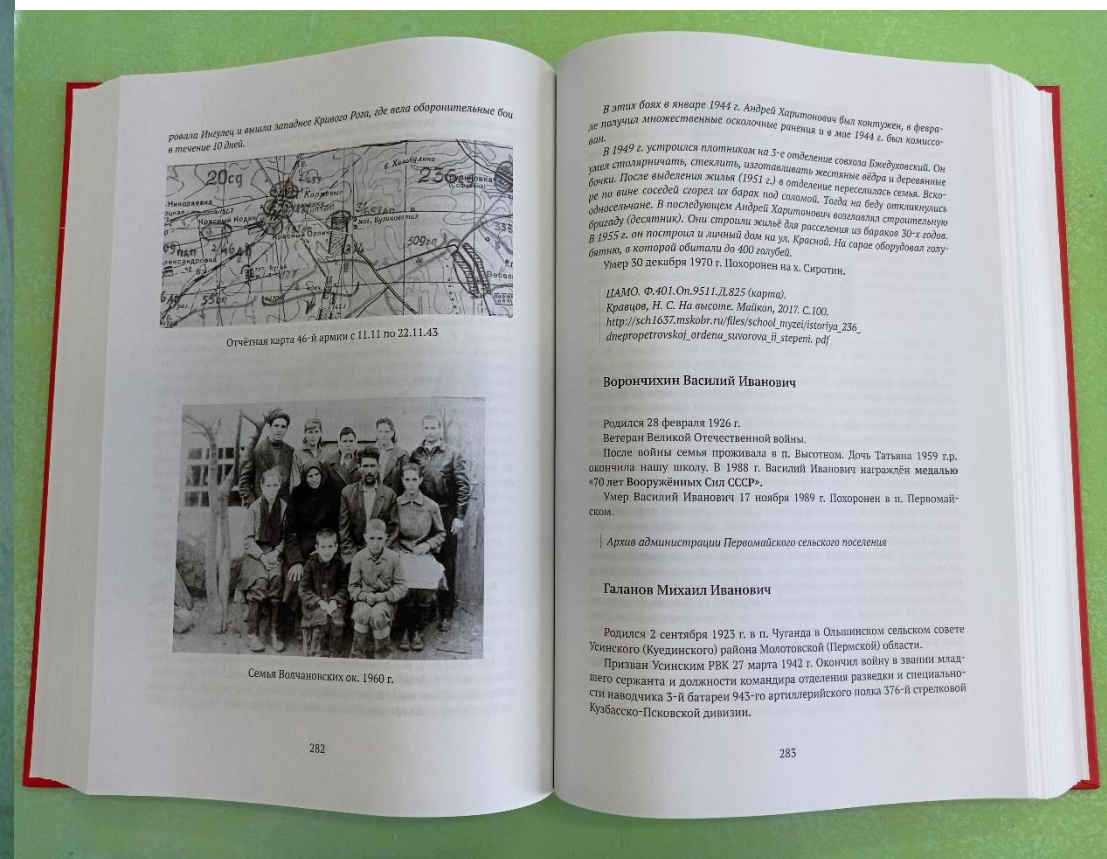 ровала Ингулец и вышла западнее Кривого Рога, где вела оборонительные бои
в течение 10 дней.
20сд
б. Холобулина
23
Николаевка
Красный Кодак
Красный Орлик
мог. Бузиноватый
509сп
55сп
Отчётная карта 46-й армии с 11.11 по 22.11.43
Семья Волчановских ок. 1960 г.
282
В этих боях в январе 1944 г. Андрей Харитонович был контужен, в февра-
ле получил множественные осколочные ранения и в мае 1944 г. был комиссо-
ван.
В 1949 г. устроился плотником на 3-е отделение совхоза Бжедуховский. Он
умел столярничать, стеклить, изготавливать жестяные вёдра и деревянные
бочки. После выделения жилья (1951 г.) в отделение переселилась семья. Вско-
ре по вине соседей сгорел их барак под соломой. Тогда на беду откликнулись
односельчане. В последующем Андрей Харитонович возглавлял строительную
бригаду (десятник). Они строили жильё для расселения из бараков 30-х годов.
В 1955 г. он построил и личный дом на ул. Красной. На сарае оборудовал голу-
бятню, в которой обитали до 400 голубей.
Умер 30 декабря 1970 г. Похоронен на х. Сиротин.
ЦАМО. Ф.401.Оп.9511.Д.825 (карта).
Кравцов, Н. С. На высоте. Майкоп, 2017. С.100.
http://sch1637.mskobr.ru/files/school_myzei/istoriya_236_
dnepropetrovskoj_ordena_suvorova_ii_stepeni. pdf
Ворончихин Василий Иванович
Родился 28 февраля 1926 г.
Ветеран Великой Отечественной войны.
После войны семья проживала в п. Высотном. Дочь Татьяна 1959 г.р.
окончила нашу школу. В 1988 г. Василий Иванович награждён медалью
«70 лет Вооружённых Сил СССР».
Умер Василий Иванович 17 ноября 1989 г. Похоронен в п. Первомай-
ском.
Архив администрации Первомайского сельского поселения
Галанов Михаил Иванович
Родился 2 сентября 1923 г. в п. Чуганда в Ольшинском сельском совете
Усинского (Куединского) района Молотовской (Пермской) области.
Призван Усинским РВК 27 марта 1942 г. Окончил войну в звании млад-
шего сержанта и должности командира отделения разведки и специально-
сти наводчика 3-й батареи 943-го артиллерийского полка 376-й стрелковой
Кузбасско-Псковской дивизии.
283